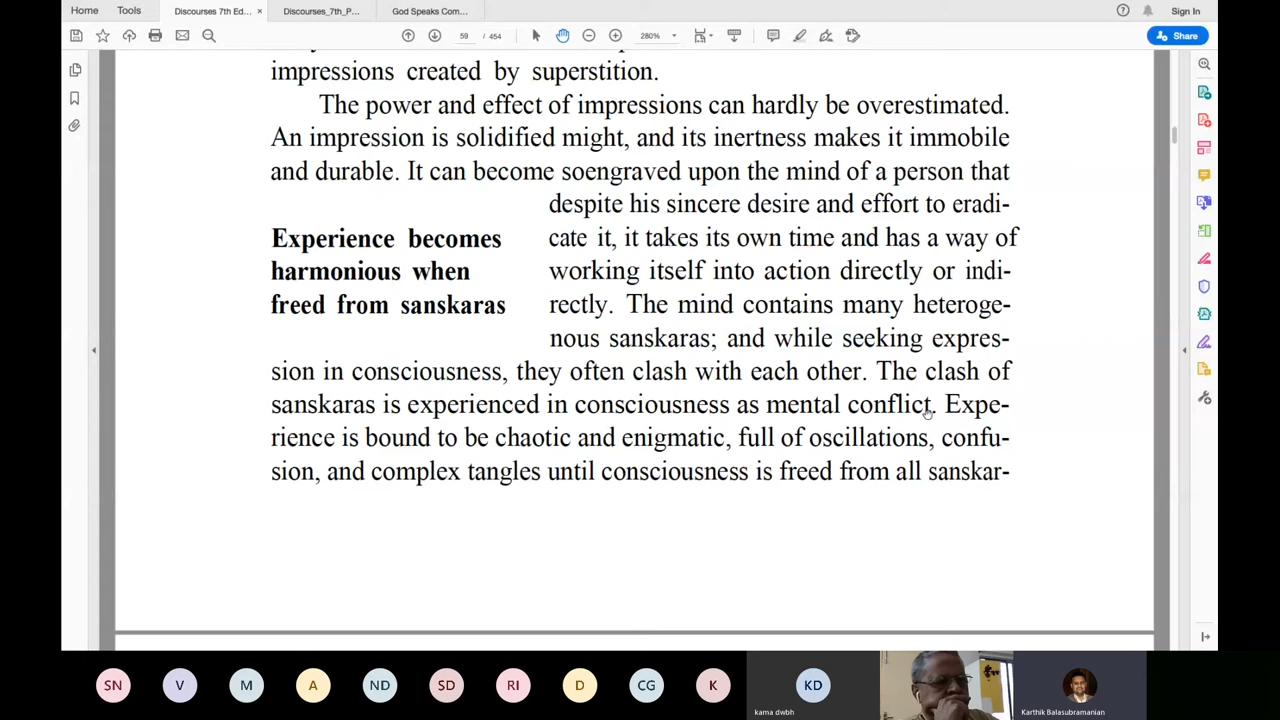 Home Tools Discourses 7th Ed... × Discourses_7th_P... God Speaks Com... Sign In
59 / 454 280% Share
impressions created by superstition.
The power and effect of impressions can hardly be overestimated.
An impression is solidified might, and its inertness makes it immobile
and durable. It can become soengraved upon the mind of a person that
despite his sincere desire and effort to eradi-
cate it, it takes its own time and has a way of
working itself into action directly or indi-
rectly. The mind contains many heteroge-
nous sanskaras; and while seeking expres-
Experience becomes
harmonious when
freed from sanskaras
sion in consciousness, they often clash with each other. The clash of
sanskaras is experienced in consciousness as mental conflict. Expe-
rience is bound to be chaotic and enigmatic, full of oscillations, confu-
sion, and complex tangles until consciousness is freed from all sanskar-
SN V M A ND SD RI D CG K KD
kama dwbh Karthik Balasubramanian